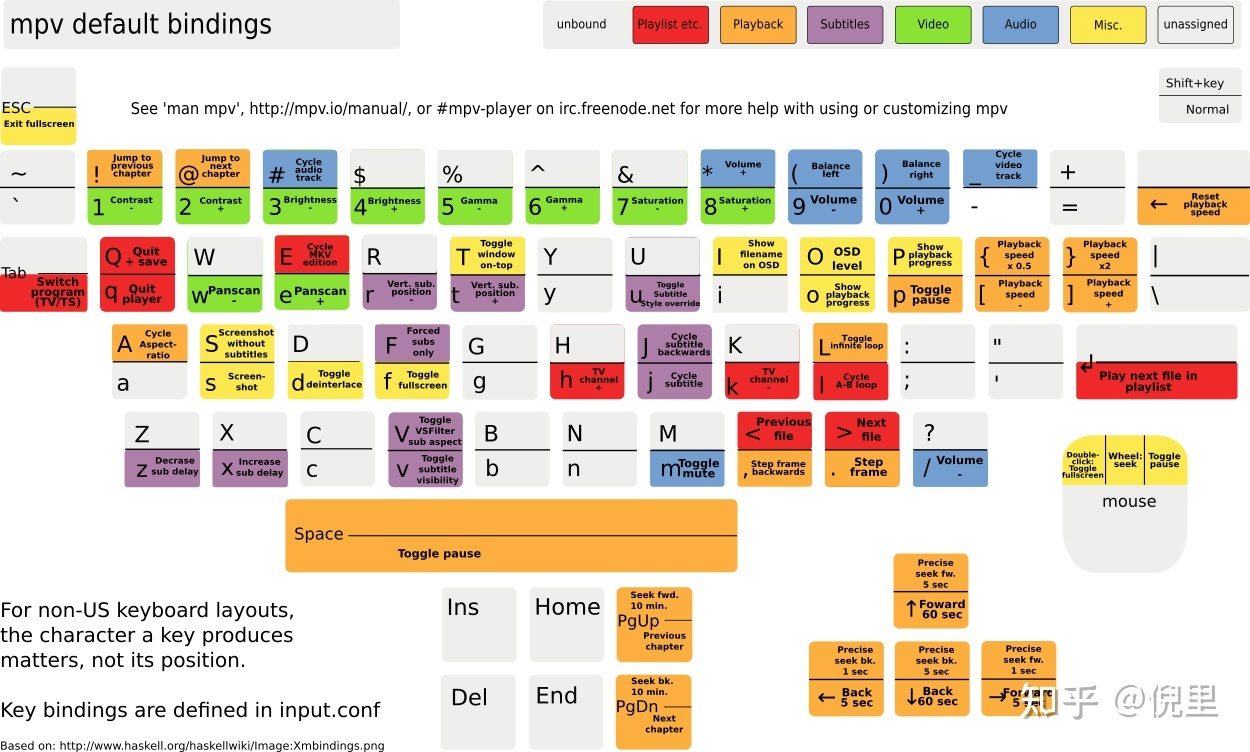 mpv default bindings
unbound
Playlist etc.
Playback
Subtitles
Video
Audio
Misc.
unassigned
ESC
Exit fullscreen
See 'man mpv', http://mpv.io/manual/, or #mpv-player on irc.freenode.net for more help with using or customizing mpv
Shift+key
Normal
~
`
! Jump to
previous
chapter
1 Contrast
-
@ Jump to
next
chapter
2 Contrast
+
# Cycle
audio
track
3 Brightness
-
$
4 Brightness
+
%
5 Gamma
-
^
6 Gamma
+
&
7 Saturation
-
* Volume
+
8 Saturation
+
( Balance
left
9 Volume
-
) Balance
right
0 Volume
+
_ Cycle
video
track
-
+
=
← Reset
playback
speed
Tab
Switch
program
(TV/TS)
Q Quit
+ save
q Quit
player
W
w Panscan
-
E Cycle
MKV
edition
e Panscan
+
R
r Vert. sub.
position
-
T Toggle
window
on-top
t Vert. sub.
position
+
Y
y
U
u Toggle
Subtitle
Style override
I Show
filename
on OSD
i
O OSD
level
o Show
playback
progress
P Show
playback
progress
p Toggle
pause
{ Playback
speed
x 0.5
[ Playback
speed
-
} Playback
speed
x2
] Playback
speed
+
|
\
A Cycle
Aspect-
ratio
a
S Screenshot
without
subtitles
s Screen-
shot
D
d Toggle
deinterlace
F Forced
subs
only
f Toggle
fullscreen
G
g
H
h TV
channel
+
J Cycle
subtitle
backwards
j Cycle
subtitle
K
k TV
channel
-
L Toggle
infinite loop
l Cycle
A-B loop
:
;
"
'
↲
Play next file in
playlist
Z
z Decrase
sub delay
X
x Increase
sub delay
C
c
V Toggle
VSFilter
sub aspect
v Toggle
subtitle
visibility
B
b
N
n
M
m Toggle
mute
< Previous
file
, Step frame
backwards
> Next
file
. Step
frame
?
/ Volume
-
Double-
click:
Toggle
fullscreen
Wheel:
seek
Toggle
pause
mouse
Space
Toggle pause
For non-US keyboard layouts,
the character a key produces
matters, not its position.
Key bindings are defined in input.conf
Based on: http://www.haskell.org/haskellwiki/Image:Xmbindings.png
Ins
Home
Seek fwd.
10 min.
PgUp
Previous
chapter
Del
End
Seek bk.
10 min.
PgDn
Next
chapter
Precise
seek fw.
5 sec
↑ Foward
60 sec
Precise
seek bk.
1 sec
← Back
5 sec
Precise
seek bk.
5 sec
↓ Back
60 sec
Precise
seek fw.
1 sec
→ Forward
5 sec
知乎 @倪里